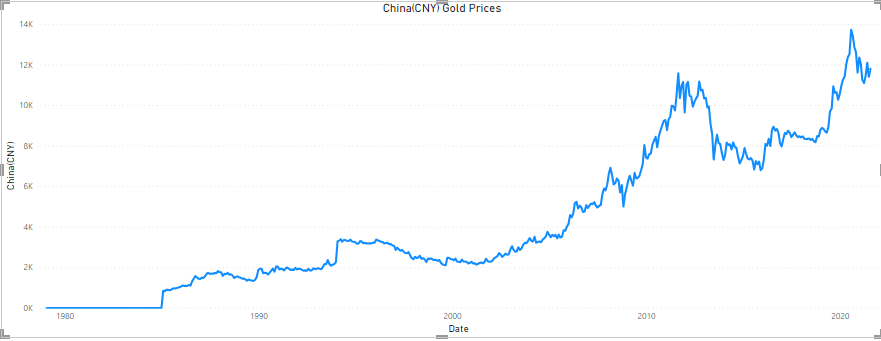 China(CNY) Gold Prices
14K
12K
10K
8K
6K
4K
2K
0K
China(CNY)
1980 1990 2000 2010 2020
Date